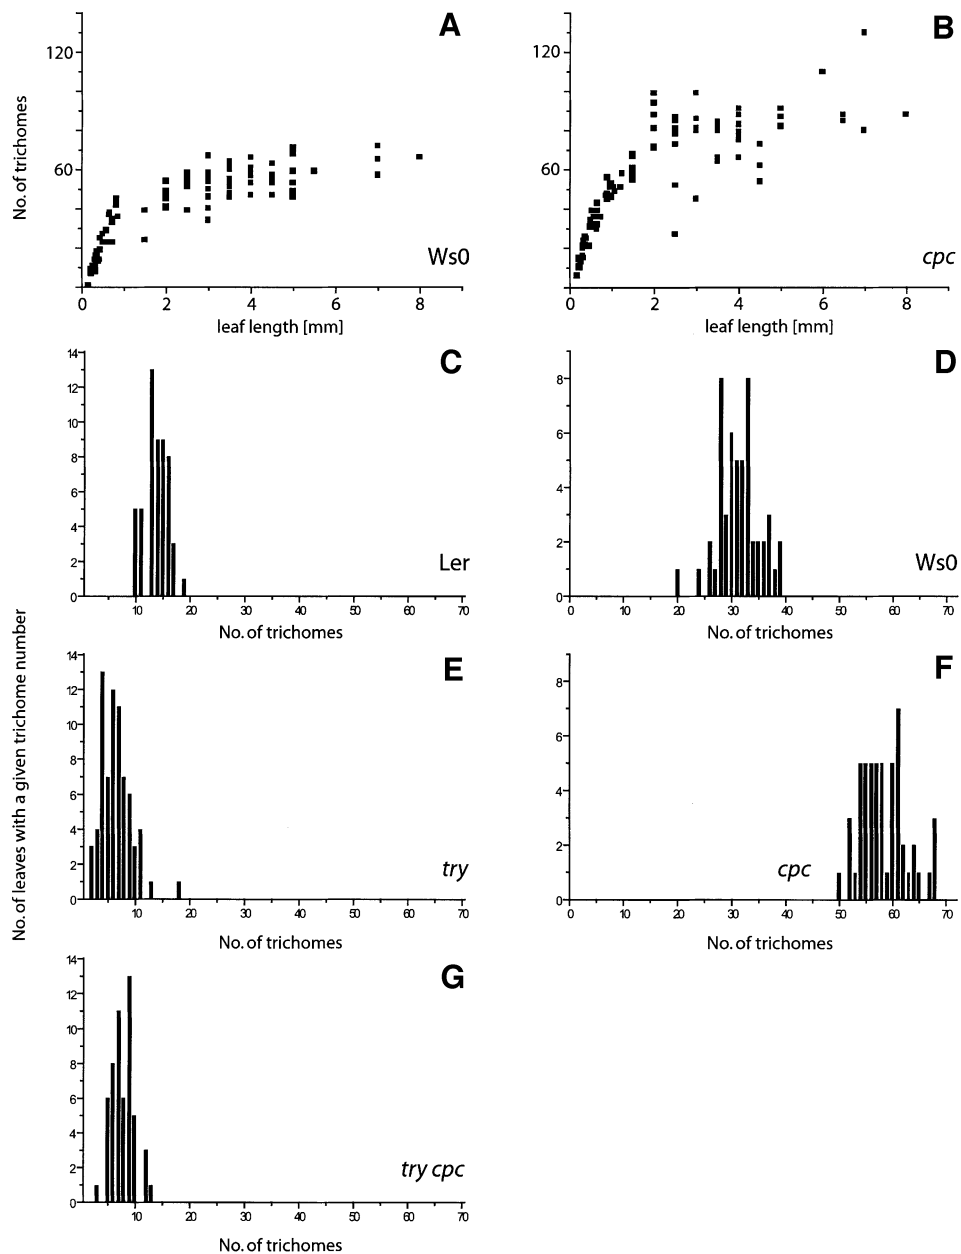 A
120
60
No. of trichomes
Ws0
0 2 4 6 8
leaf length [mm]
B
120
60
cpc
0 2 4 6 8
leaf length [mm]
C
14
12
10
8
6
4
2
0
Ler
10 20 30 40 50 60 70
No. of trichomes
D
8
6
4
2
0
Ws0
0 10 20 30 40 50 60 70
No. of trichomes
No. of leaves with a given trichome number
E
14
12
10
8
6
4
2
0
try
10 20 30 40 50 60 70
No. of trichomes
F
8
6
4
2
0
cpc
0 10 20 30 40 50 60 70
No. of trichomes
G
14
12
10
8
6
4
2
0
try cpc
10 20 30 40 50 60 70
No. of trichomes